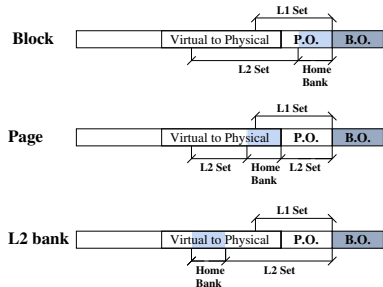 L1 Set
Block
Virtual to Physical P.O. B.O.
L2 Set Home
Bank
L1 Set
Page
Virtual to Physical P.O. B.O.
L2 Set Home L2 Set
Bank
L1 Set
L2 bank
Virtual to Physical P.O. B.O.
Home L2 Set
Bank